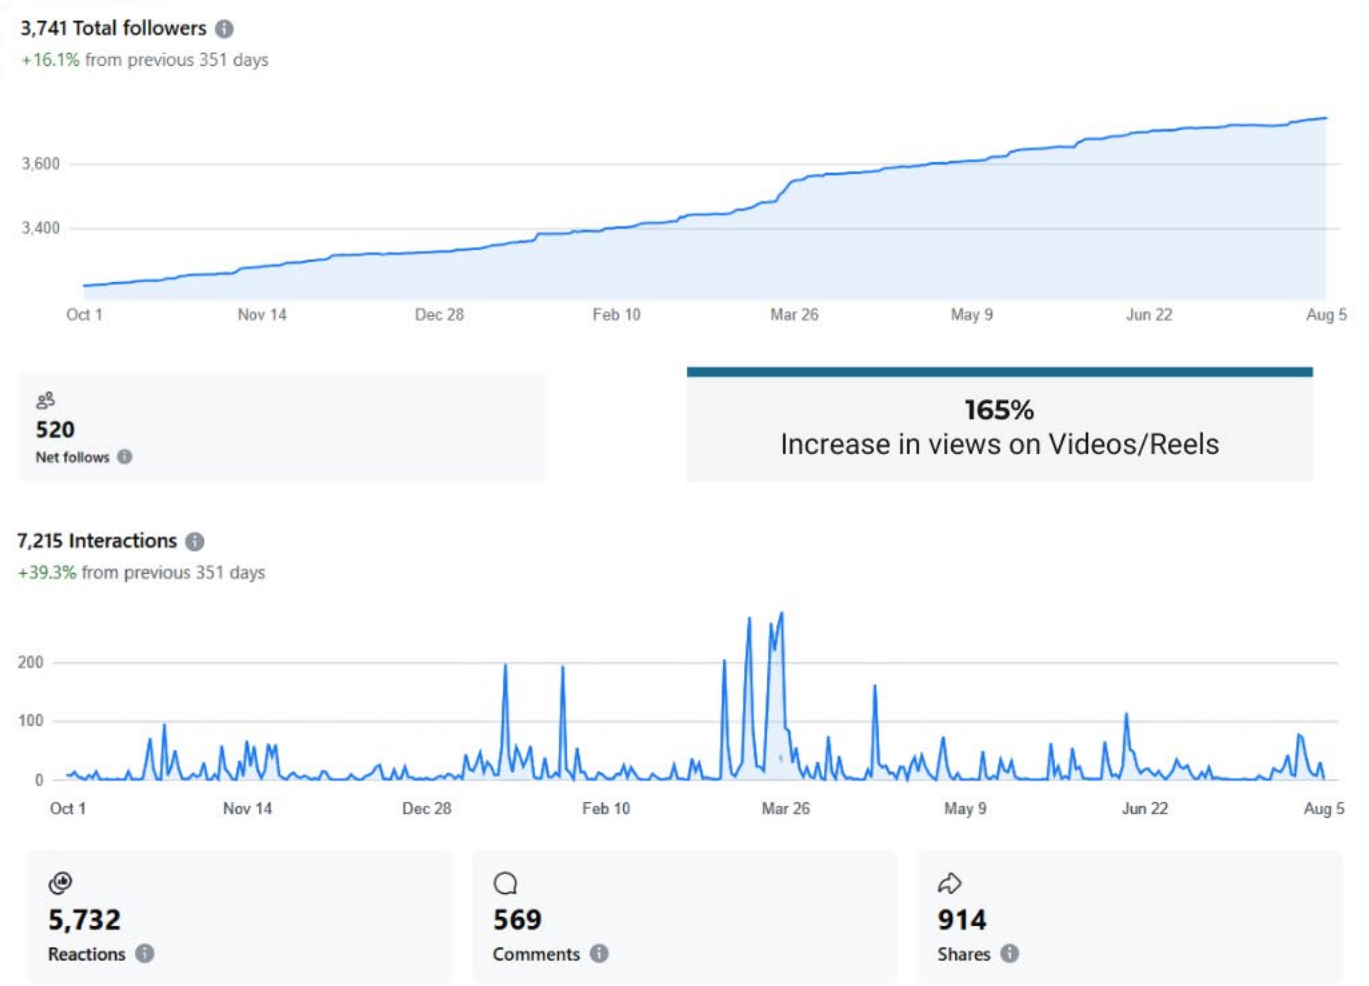 3,741 Total followers
+16.1% from previous 351 days
3,600
3,400
Oct 1 Nov 14 Dec 28 Feb 10 Mar 26 May 9 Jun 22 Aug 5
520
Net follows
165%
Increase in views on Videos/Reels
7,215 Interactions
+39.3% from previous 351 days
200
100
0
Oct 1 Nov 14 Dec 28 Feb 10 Mar 26 May 9 Jun 22 Aug 5
5,732
Reactions
569
Comments
914
Shares